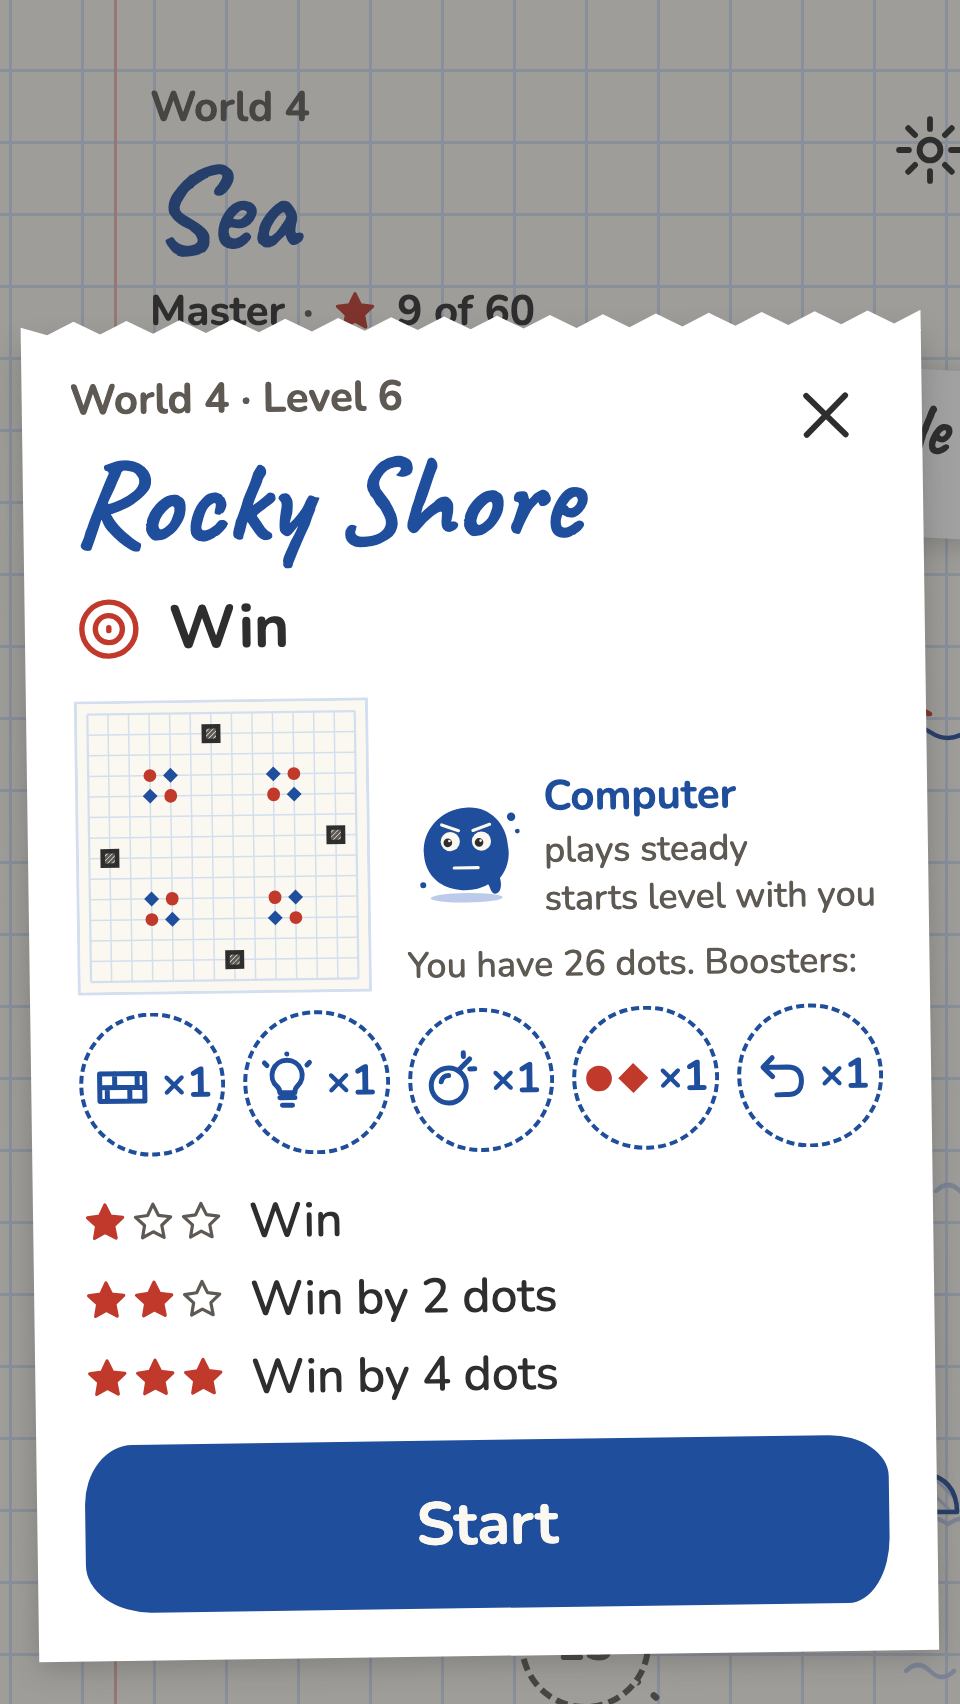 World 4
Sea
Master · 9 of 60
World 4 · Level 6
Rocky Shore
Win
Computer
plays steady
starts level with you
You have 26 dots. Boosters:
×1 ×1 ×1 ×1 ×1
Win
Win by 2 dots
Win by 4 dots
Start